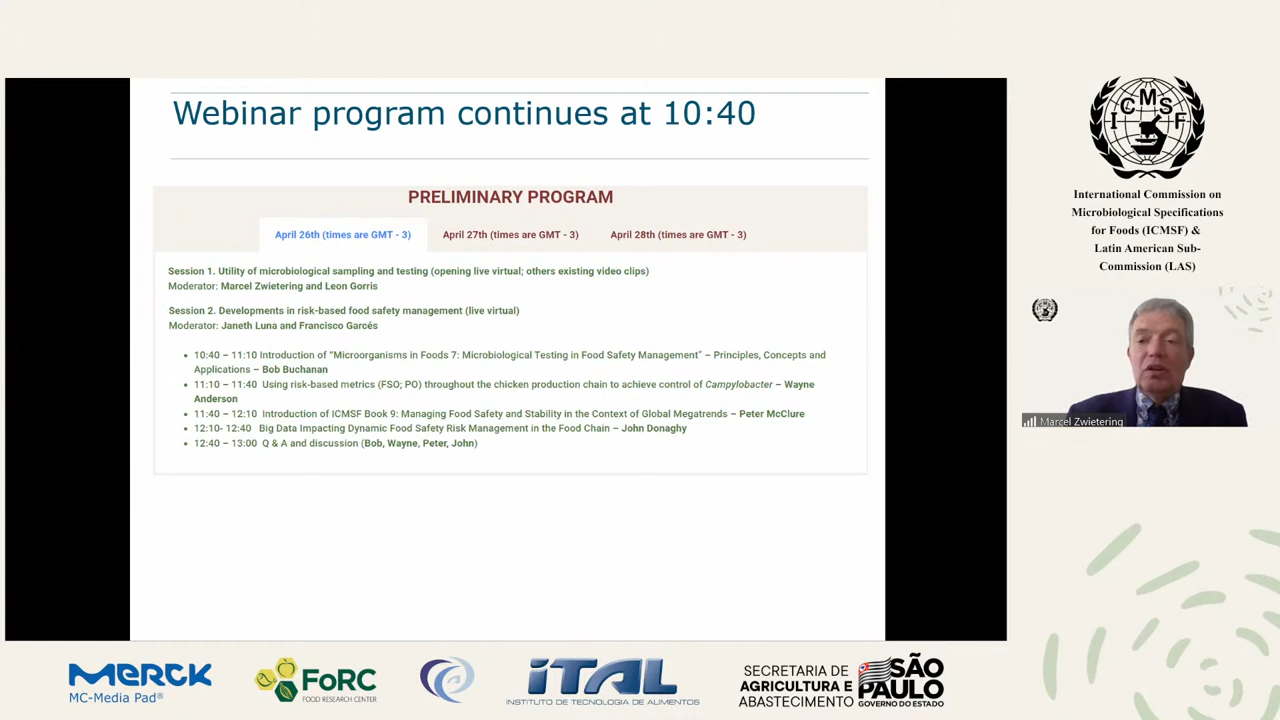 Webinar program continues at 10:40
PRELIMINARY PROGRAM
April 26th (times are GMT - 3)
April 27th (times are GMT - 3)
April 28th (times are GMT - 3)
Session 1. Utility of microbiological sampling and testing (opening live virtual; others existing video clips)
Moderator: Marcel Zwietering and Leon Gorris
Session 2. Developments in risk-based food safety management (live virtual)
Moderator: Janeth Luna and Francisco Garcés
• 10:40 – 11:10 Introduction of “Microorganisms in Foods 7: Microbiological Testing in Food Safety Management” – Principles, Concepts and
Applications – Bob Buchanan
• 11:10 – 11:40 Using risk-based metrics (FSO; PO) throughout the chicken production chain to achieve control of Campylobacter – Wayne
Anderson
• 11:40 – 12:10 Introduction of ICMSF Book 9: Managing Food Safety and Stability in the Context of Global Megatrends – Peter McClure
• 12:10- 12:40 Big Data Impacting Dynamic Food Safety Risk Management in the Food Chain – John Donaghy
• 12:40 – 13:00 Q & A and discussion (Bob, Wayne, Peter, John)
ICMSF
International Commission on
Microbiological Specifications
for Foods (ICMSF) &
Latin American Sub-
Commission (LAS)
Marcel Zwietering
MERCK
MC-Media Pad®
FoRC
FOOD RESEARCH CENTER
iTAL
INSTITUTO DE TECNOLOGIA DE ALIMENTOS
SECRETARIA DE
AGRICULTURA E
ABASTECIMENTO
SÃO
PAULO
GOVERNO DO ESTADO